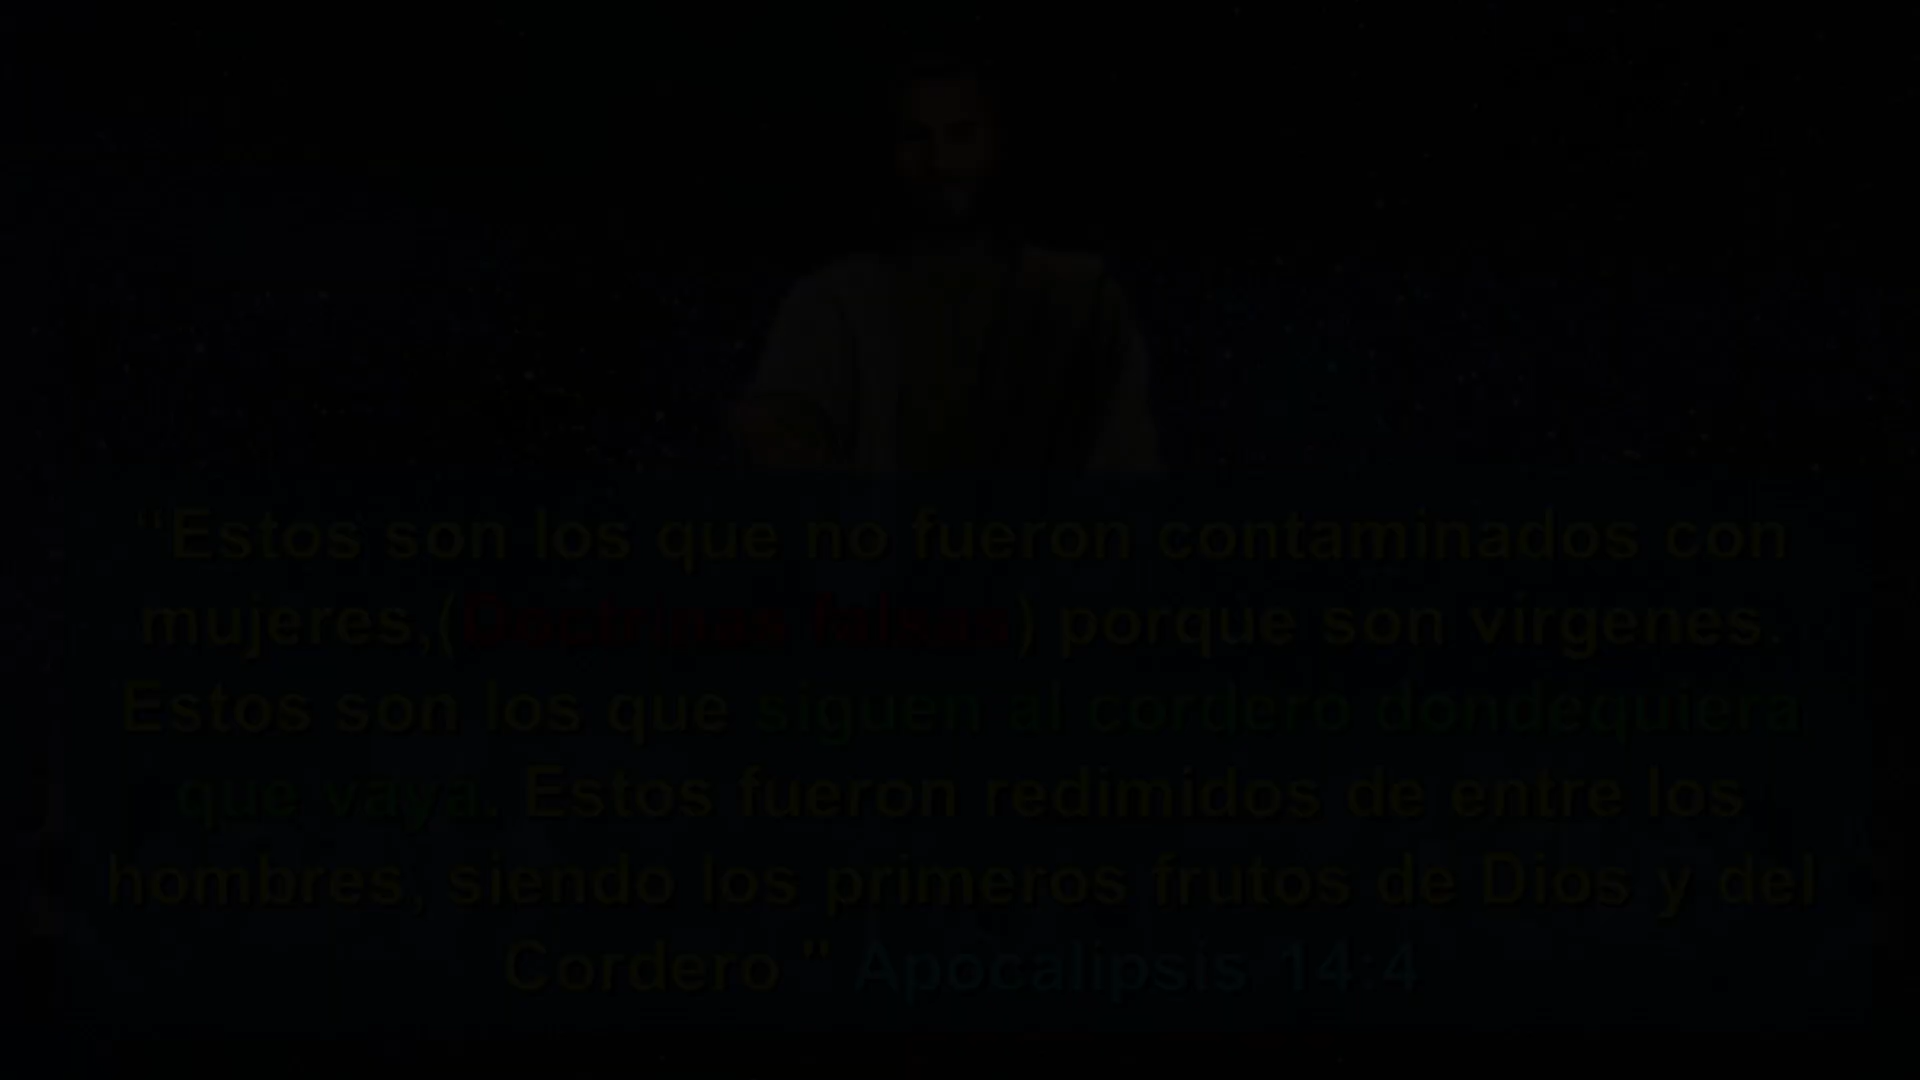 "Estos son los que no fueron contaminados con
mujeres,(Doctrinas falsas) porque son vírgenes.
Estos son los que siguen al cordero dondequiera
que vaya. Estos fueron redimidos de entre los
hombres, siendo los primeros frutos de Dios y del
Cordero " Apocalipsis 14:4